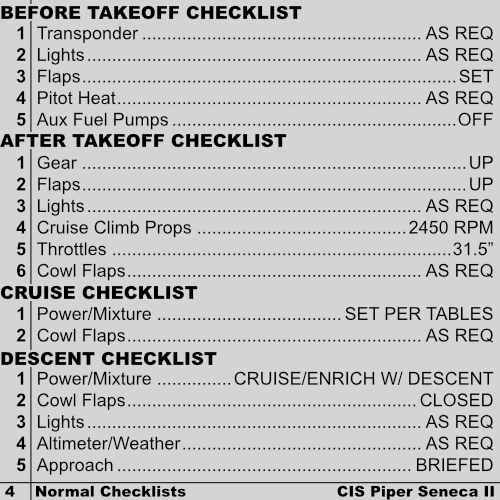 BEFORE TAKEOFF CHECKLIST
1 Transponder ........................................ AS REQ
2 Lights ................................................ AS REQ
3 Flaps ..................................................... SET
4 Pitot Heat ........................................... AS REQ
5 Aux Fuel Pumps ........................................ OFF
AFTER TAKEOFF CHECKLIST
1 Gear ....................................................... UP
2 Flaps ...................................................... UP
3 Lights ................................................ AS REQ
4 Cruise Climb Props .............................. 2450 RPM
5 Throttles ................................................ 31.5”
6 Cowl Flaps .......................................... AS REQ
CRUISE CHECKLIST
1 Power/Mixture .......................... SET PER TABLES
2 Cowl Flaps .......................................... AS REQ
DESCENT CHECKLIST
1 Power/Mixture .............. CRUISE/ENRICH W/ DESCENT
2 Cowl Flaps ......................................... CLOSED
3 Lights ................................................ AS REQ
4 Altimeter/Weather .................................. AS REQ
5 Approach ......................................... BRIEFED
4 Normal Checklists CIS Piper Seneca II